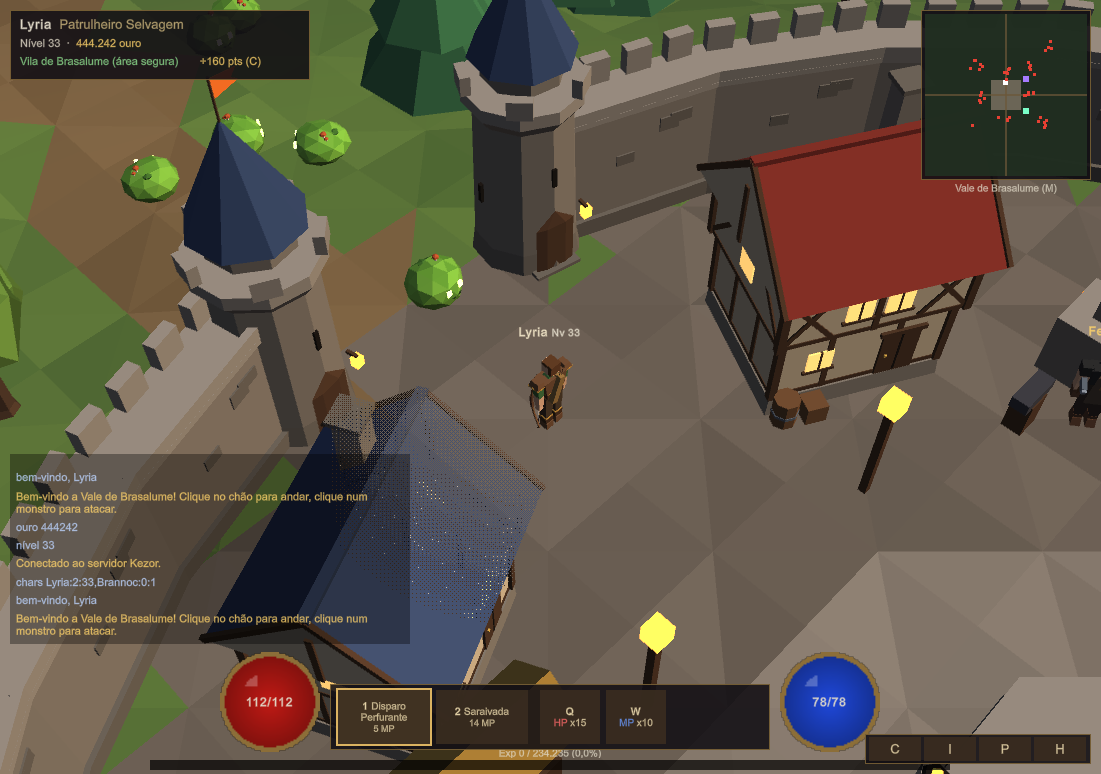 Lyria Patrulheiro Selvagem
Nível 33 · 444.242 ouro
Vila de Brasalume (área segura) +160 pts (C)
Vale de Brasalume (M)
Lyria Nv 33
Fe
bem-vindo, Lyria
Bem-vindo a Vale de Brasalume! Clique no chão para andar, clique num
monstro para atacar.
ouro 444242
nível 33
Conectado ao servidor Kezor.
chars Lyria:2:33,Brannoc:0:1
bem-vindo, Lyria
Bem-vindo a Vale de Brasalume! Clique no chão para andar, clique num
monstro para atacar.
112/112
1 Disparo
Perfurante
5 MP
2 Saraivada
14 MP
Q
HP x15
W
MP x10
78/78
C I P H
Exp 0 / 234.235 (0,0%)